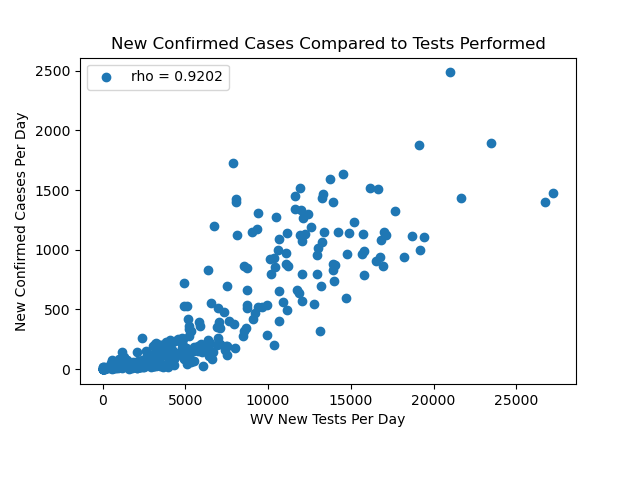 New Confirmed Cases Compared to Tests Performed
rho = 0.9202
New Confirmed Caeses Per Day
2500
2000
1500
1000
500
0
0 5000 10000 15000 20000 25000
WV New Tests Per Day